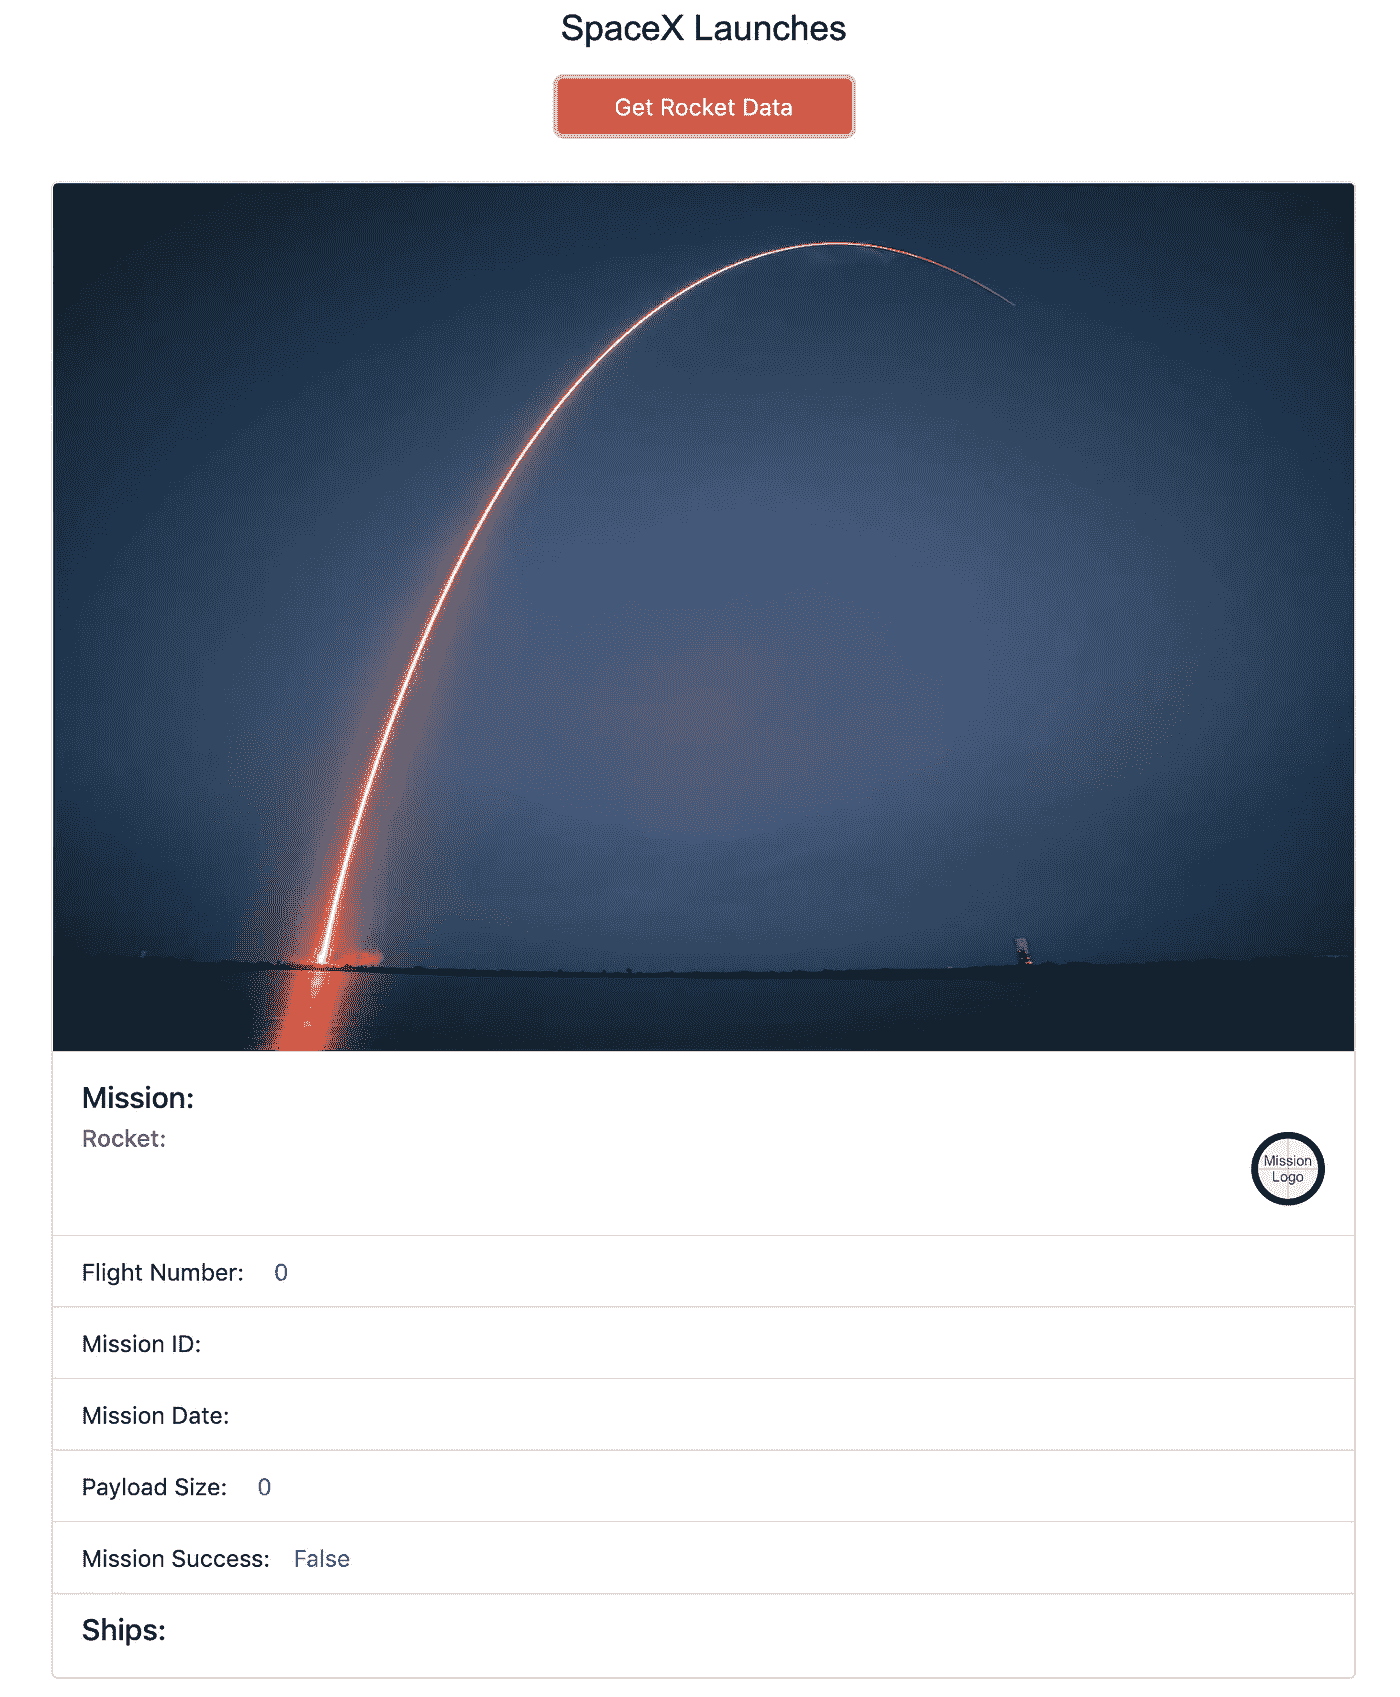 SpaceX Launches
Get Rocket Data
Mission:
Rocket:
Mission
Logo
Flight Number: 0
Mission ID:
Mission Date:
Payload Size: 0
Mission Success: False
Ships: